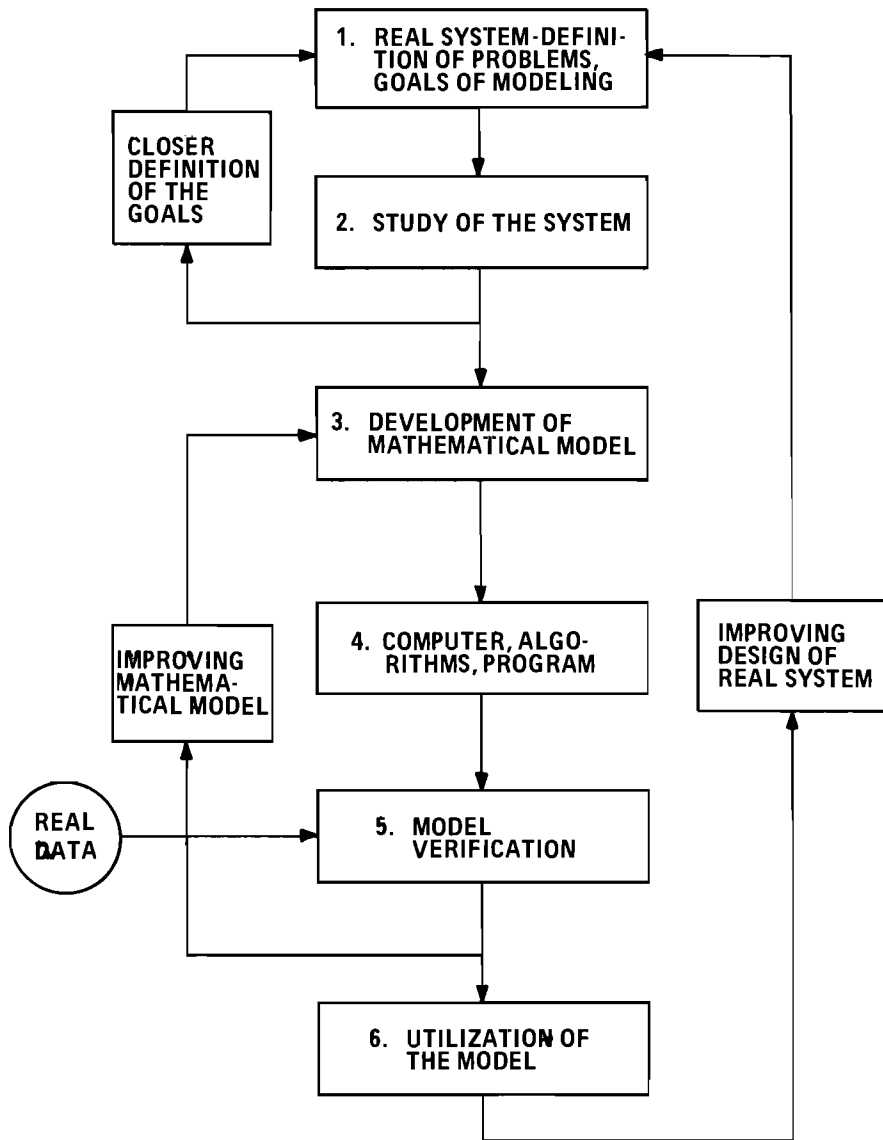 1. REAL SYSTEM-DEFINI-
TION OF PROBLEMS,
GOALS OF MODELING
CLOSER
DEFINITION
OF THE
GOALS
2. STUDY OF THE SYSTEM
3. DEVELOPMENT OF
MATHEMATICAL MODEL
4. COMPUTER, ALGO-
RITHMS, PROGRAM
IMPROVING
MATHEMA-
TICAL MODEL
IMPROVING
DESIGN OF
REAL SYSTEM
REAL
DATA
5. MODEL
VERIFICATION
6. UTILIZATION OF
THE MODEL